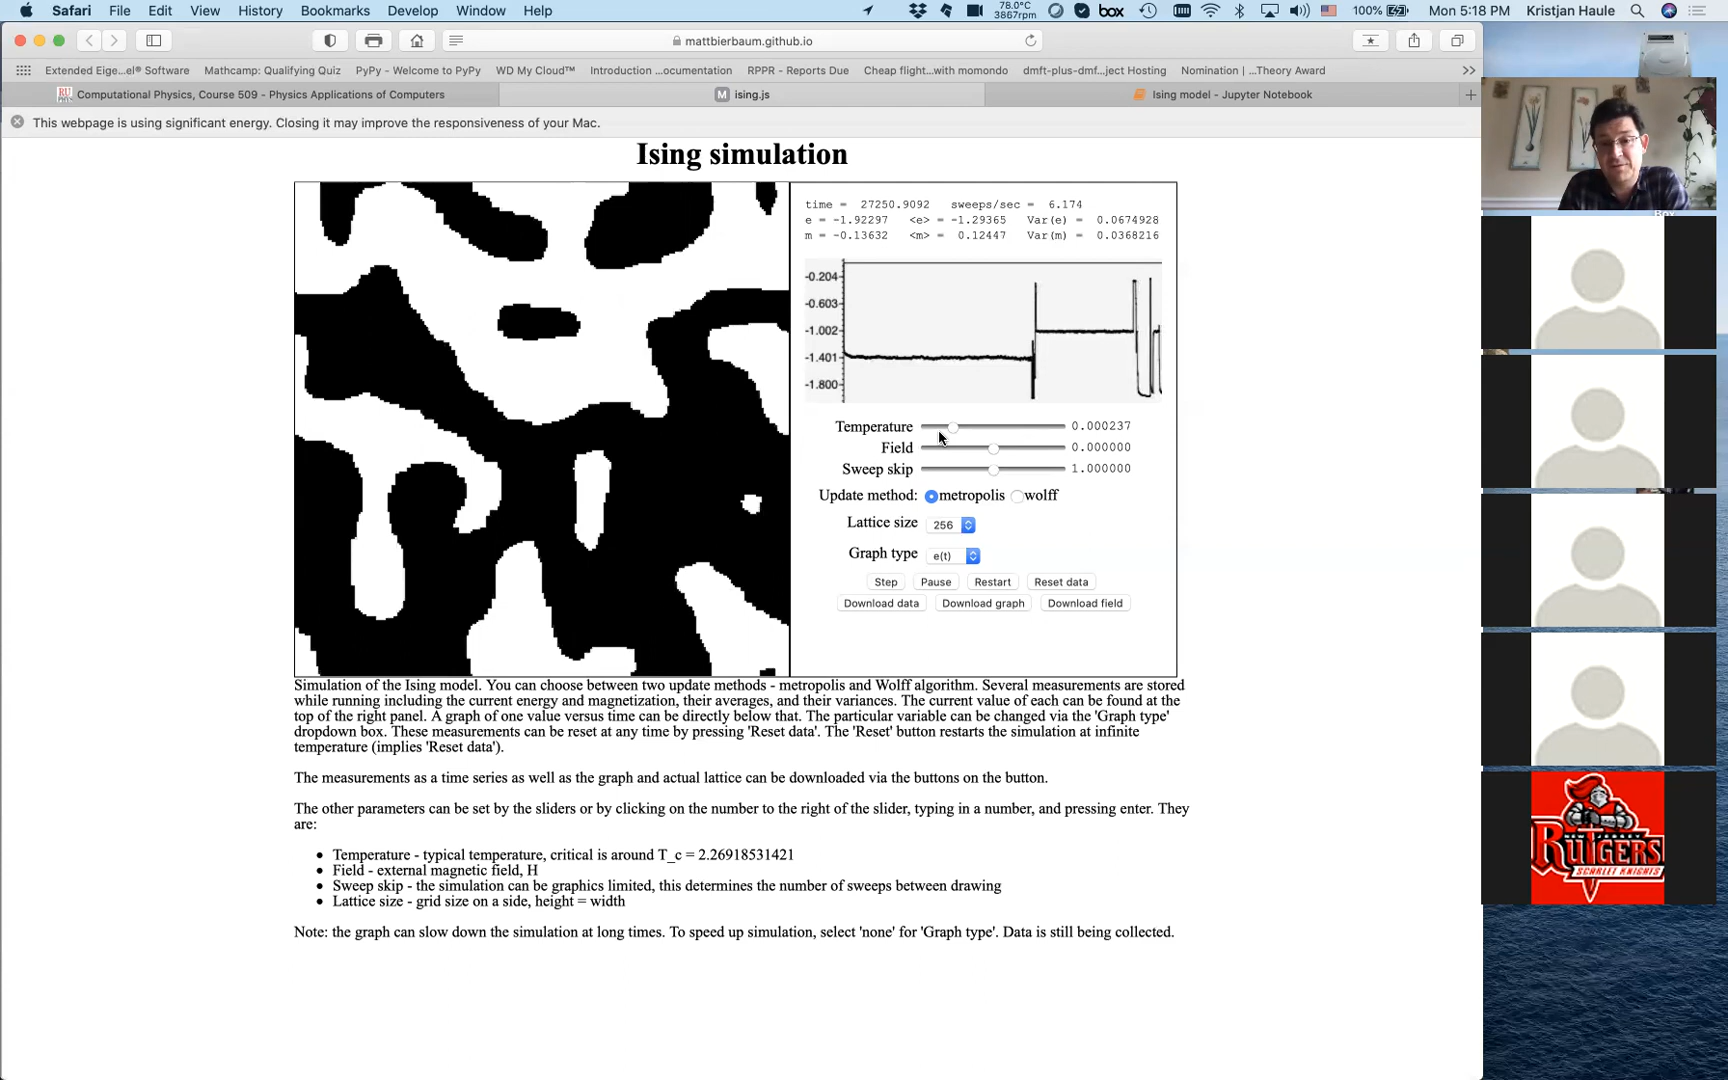 Safari File Edit View History Bookmarks Develop Window Help
78.0°C
3867rpm
box
100%
Mon 5:18 PM Kristjan Haule
mattbierbaum.github.io
Extended Eige...el® Software Mathcamp: Qualifying Quiz PyPy - Welcome to PyPy WD My Cloud™ Introduction ...ocumentation RPPR - Reports Due Cheap flight...with momondo dmft-plus-dmf...ject Hosting Nomination | ...Theory Award
RU Computational Physics, Course 509 - Physics Applications of Computers
M ising.js
Ising model - Jupyter Notebook
This webpage is using significant energy. Closing it may improve the responsiveness of your Mac.
Ising simulation
time = 27250.9092 sweeps/sec = 6.174
e = -1.92297 <e> = -1.29365 Var(e) = 0.0674928
m = -0.13632 <m> = 0.12447 Var(m) = 0.0368216
-0.204
-0.603
-1.002
-1.401
-1.800
Temperature 0.000237
Field 0.000000
Sweep skip 1.000000
Update method: metropolis wolff
Lattice size 256
Graph type e(t)
Step Pause Restart Reset data
Download data Download graph Download field
Simulation of the Ising model. You can choose between two update methods - metropolis and Wolff algorithm. Several measurements are stored
while running including the current energy and magnetization, their averages, and their variances. The current value of each can be found at the
top of the right panel. A graph of one value versus time can be directly below that. The particular variable can be changed via the 'Graph type'
dropdown box. These measurements can be reset at any time by pressing 'Reset data'. The 'Reset' button restarts the simulation at infinite
temperature (implies 'Reset data').
The measurements as a time series as well as the graph and actual lattice can be downloaded via the buttons on the button.
The other parameters can be set by the sliders or by clicking on the number to the right of the slider, typing in a number, and pressing enter. They
are:
• Temperature - typical temperature, critical is around T_c = 2.26918531421
• Field - external magnetic field, H
• Sweep skip - the simulation can be graphics limited, this determines the number of sweeps between drawing
• Lattice size - grid size on a side, height = width
Note: the graph can slow down the simulation at long times. To speed up simulation, select 'none' for 'Graph type'. Data is still being collected.
NEW JERSEY
RUTGERS
SCARLET KNIGHTS